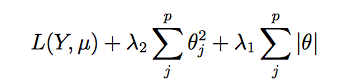 L(Y, μ) + λ₂ ∑ⱼᵖ θⱼ² + λ₁ ∑ⱼᵖ |θ|